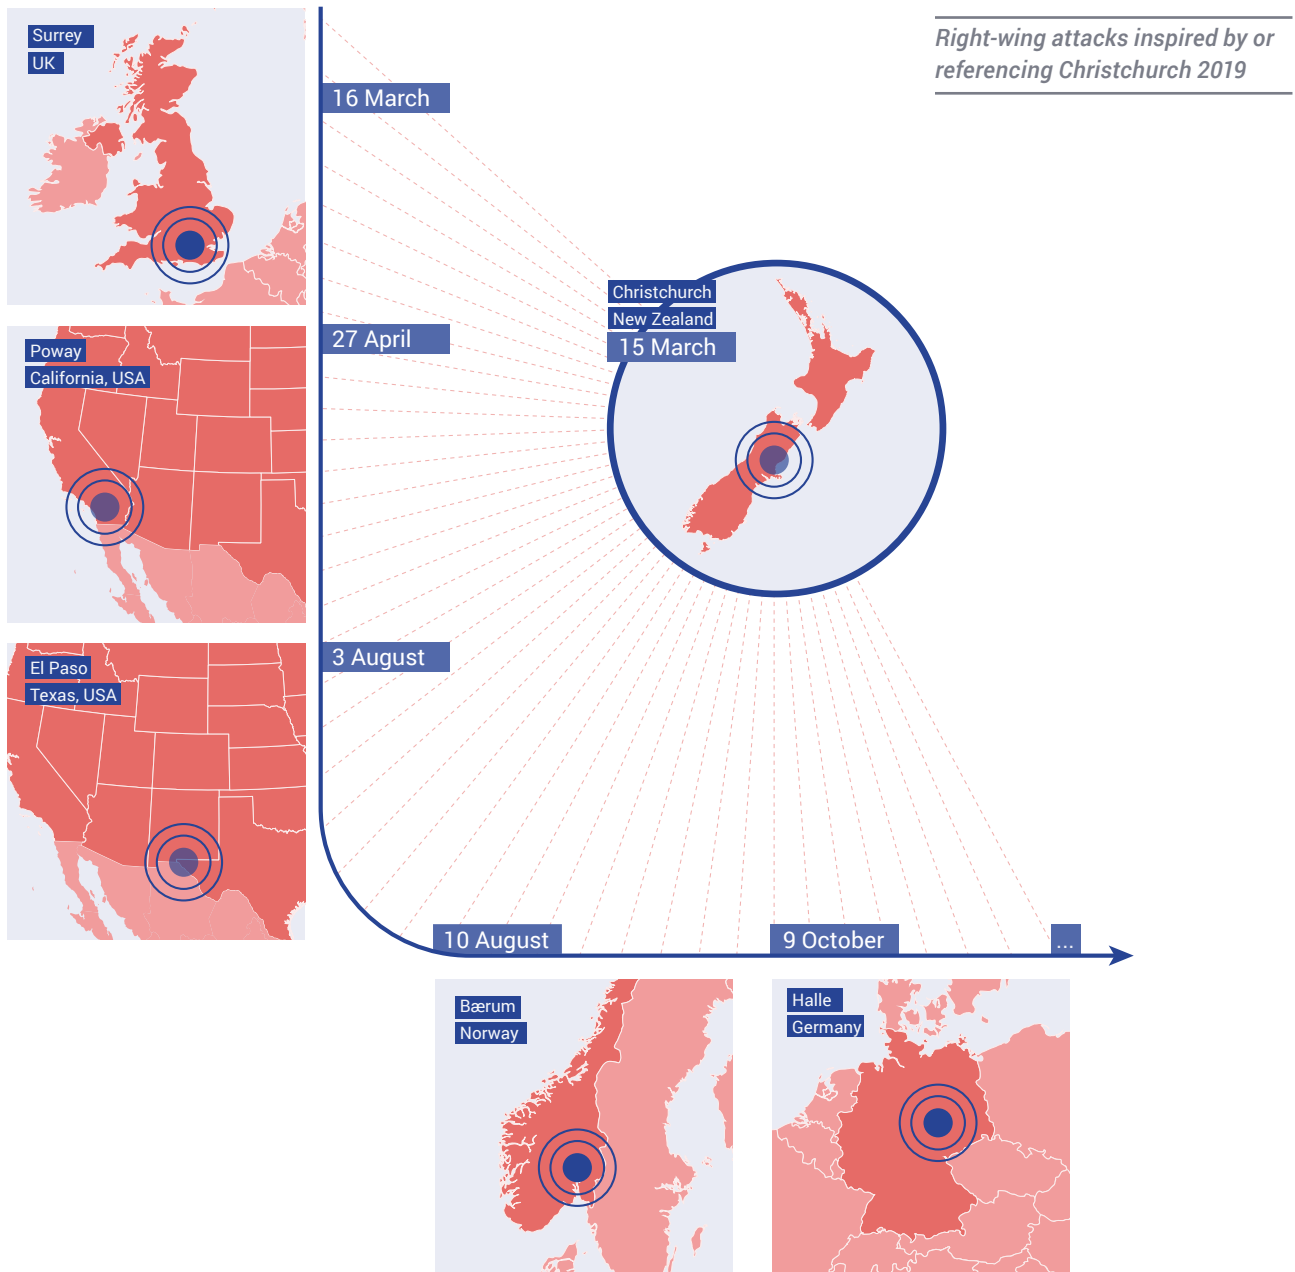 Right-wing attacks inspired by or
referencing Christchurch 2019
Surrey
UK
16 March
Christchurch
New Zealand
15 March
27 April
Poway
California, USA
3 August
El Paso
Texas, USA
10 August
9 October
...
Bærum
Norway
Halle
Germany